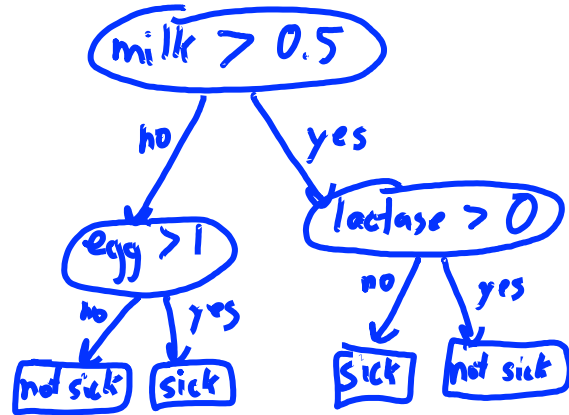 milk > 0.5
no
yes
egg > 1
lactase > 0
no
yes
no
yes
not sick
sick
sick
not sick